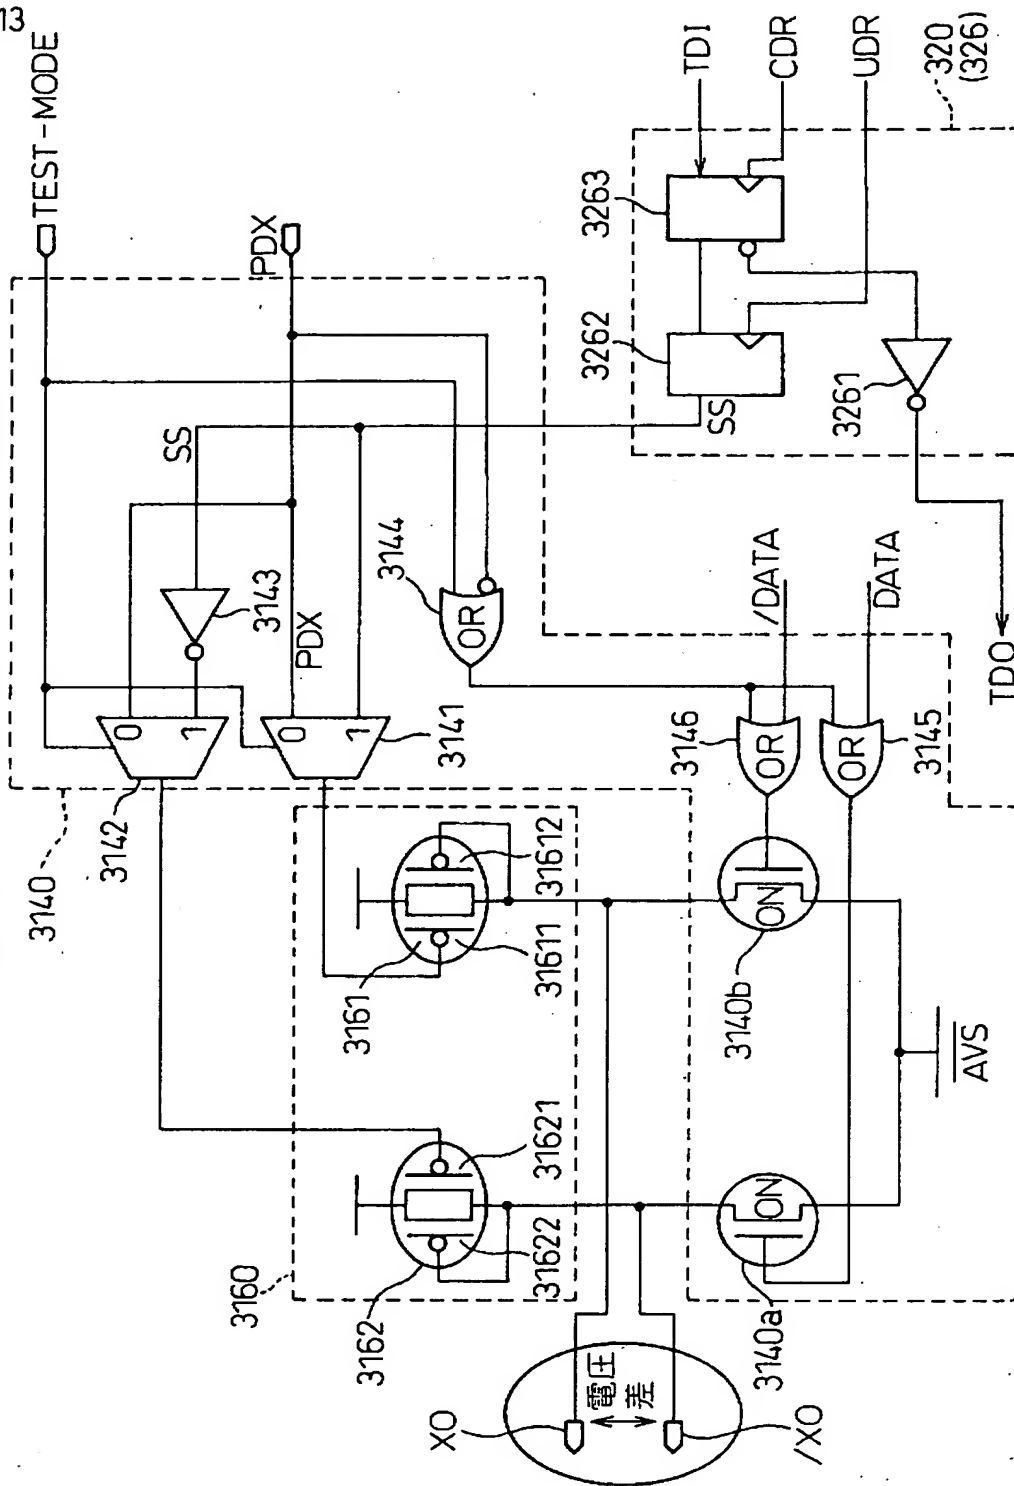 13
TEST-MODE
PDX
TDI
CDR
UDR
320
(326)
3263
3262
3261
SS
SS
3143
PDX
3144
OR
0
1
0
1
3141
3142
3140
/DATA
DATA
TDO
3146
OR
OR
3145
31612
31611
3161
3140b
ON
AVS
31621
31622
3162
3160
ON
3140a
XO
電圧
差
/XO